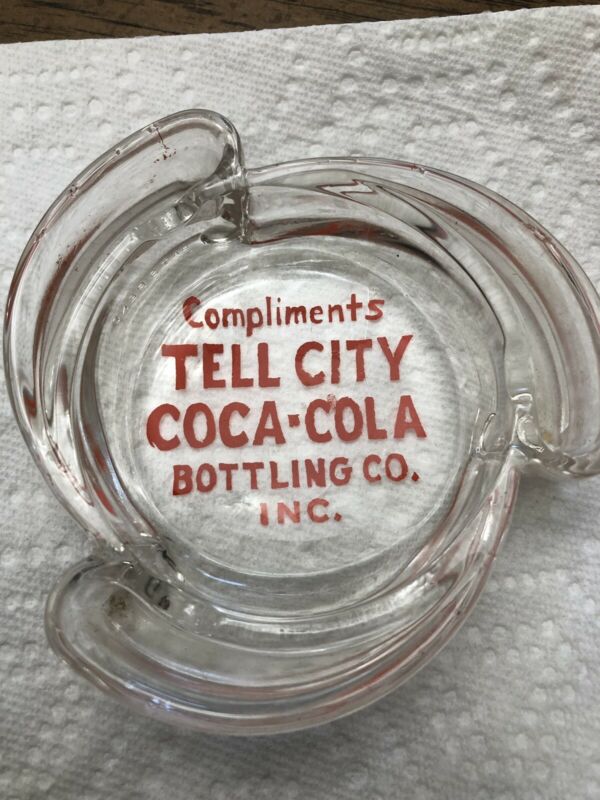 Compliments
TELL CITY
COCA-COLA
BOTTLING CO.
INC.